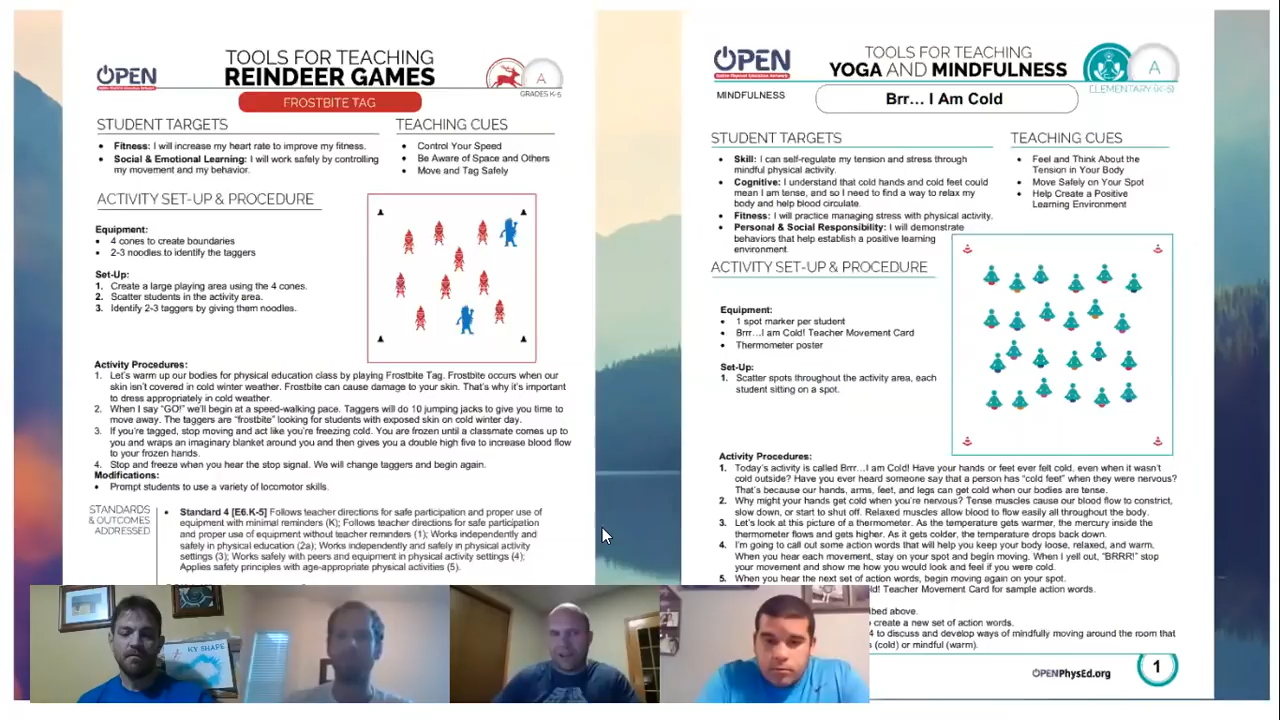 TOOLS FOR TEACHING
REINDEER GAMES
OPEN
A
GRADES K-5
FROSTBITE TAG
STUDENT TARGETS
• Fitness: I will increase my heart rate to improve my fitness.
• Social & Emotional Learning: I will work safely by controlling
my movement and my behavior.
TEACHING CUES
• Control Your Speed
• Be Aware of Space and Others
• Move and Tag Safely
ACTIVITY SET-UP & PROCEDURE
Equipment:
• 4 cones to create boundaries
• 2-3 noodles to identify the taggers
Set-Up:
1. Create a large playing area using the 4 cones.
2. Scatter students in the activity area.
3. Identify 2-3 taggers by giving them noodles.
Activity Procedures:
1. Let's warm up our bodies for physical education class by playing Frostbite Tag. Frostbite occurs when our
skin isn't covered in cold winter weather. Frostbite can cause damage to your skin. That's why it's important
to dress appropriately in cold weather.
2. When I say "GO!" we'll begin at a speed-walking pace. Taggers will do 10 jumping jacks to give you time to
move away. The taggers are "frostbite" looking for students with exposed skin on cold winter day.
3. If you're tagged, stop moving and act like you're freezing cold. You are frozen until a classmate comes up to
you and wraps an imaginary blanket around you and then gives you a double high five to increase blood flow
to your frozen hands.
4. Stop and freeze when you hear the stop signal. We will change taggers and begin again.
Modifications:
• Prompt students to use a variety of locomotor skills.
STANDARDS
& OUTCOMES
ADDRESSED
• Standard 4 [E6.K-5] Follows teacher directions for safe participation and proper use of
equipment with minimal reminders (K); Follows teacher directions for safe participation
and proper use of equipment without teacher reminders (1); Works independently and
safely in physical education (2a); Works independently and safely in physical activity
settings (3); Works safely with peers and equipment in physical activity settings (4);
Applies safety principles with age-appropriate physical activities (5).
TOOLS FOR TEACHING
YOGA AND MINDFULNESS
OPEN
A
ELEMENTARY (K-5)
MINDFULNESS
Brr… I Am Cold
STUDENT TARGETS
• Skill: I can self-regulate my tension and stress through
mindful physical activity.
• Cognitive: I understand that cold hands and cold feet could
mean I am tense, and so I need to find a way to relax my
body and help blood circulate.
• Fitness: I will practice managing stress with physical activity.
• Personal & Social Responsibility: I will demonstrate
behaviors that help establish a positive learning
environment.
TEACHING CUES
• Feel and Think About the
Tension in Your Body
• Move Safely on Your Spot
• Help Create a Positive
Learning Environment
ACTIVITY SET-UP & PROCEDURE
Equipment:
• 1 spot marker per student
• Brrr…I am Cold! Teacher Movement Card
• Thermometer poster
Set-Up:
1. Scatter spots throughout the activity area, each
student sitting on a spot.
Activity Procedures:
1. Today's activity is called Brrr…I am Cold! Have your hands or feet ever felt cold, even when it wasn't
cold outside? Have you ever heard someone say that a person has "cold feet" when they were nervous?
That's because our hands, arms, feet, and legs can get cold when our bodies are tense.
2. Why might your hands get cold when you're nervous? Tense muscles cause our blood flow to constrict,
slow down, or start to shut off. Relaxed muscles allow blood to flow easily all throughout the body.
3. Let's look at this picture of a thermometer. As the temperature gets warmer, the mercury inside the
thermometer flows and gets higher. As it gets colder, the temperature drops back down.
4. I'm going to call out some action words that will help you keep your body loose, relaxed, and warm.
When you hear each movement, stay on your spot and begin moving. When I yell out, "BRRR!" stop
your movement and show me how you would look and feel if you were cold.
5. When you hear the next set of action words, begin moving again on your spot.
ld! Teacher Movement Card for sample action words.
bed above.
create a new set of action words.
4 to discuss and develop ways of mindfully moving around the room that
s (cold) or mindful (warm).
OPENPhysEd.org
1
ICY SHAPE